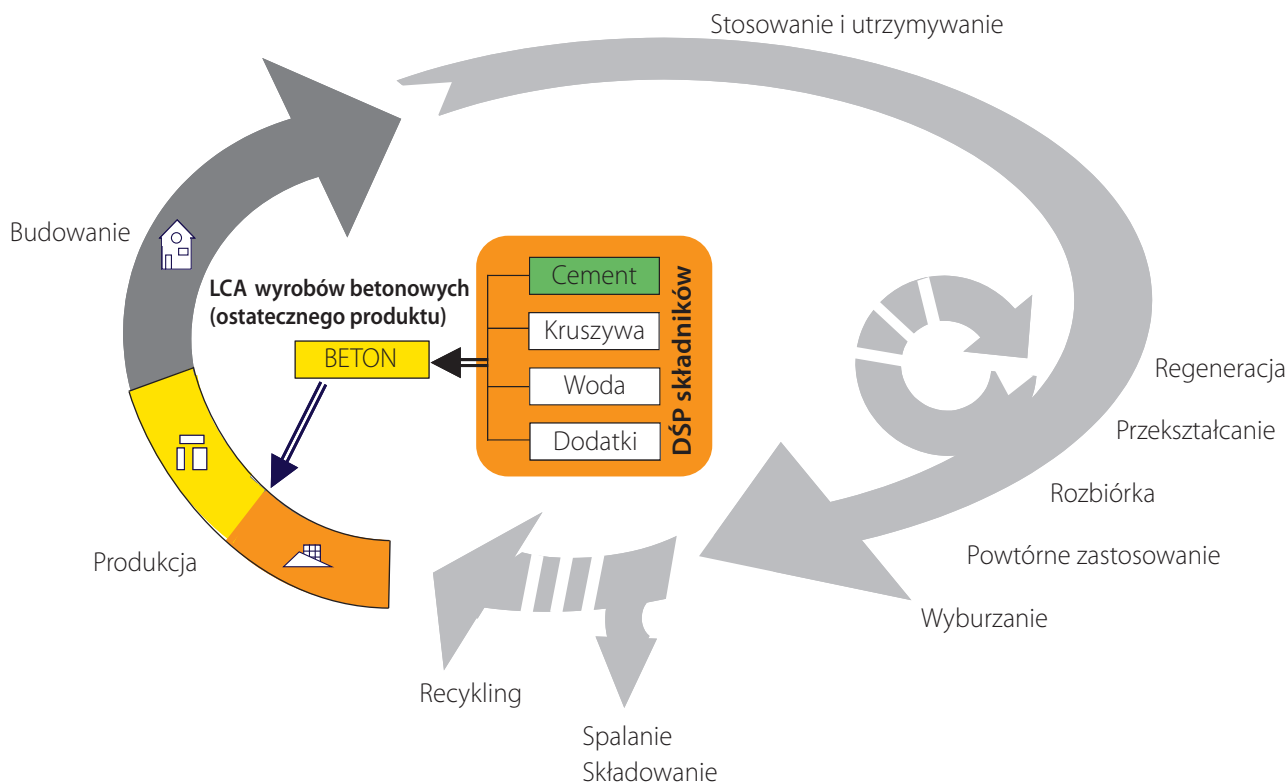 Stosowanie i utrzymywanie
Budowanie
LCA wyrobów betonowych
(ostatecznego produktu)
BETON
Cement
Kruszywa
Woda
Dodatki
DŚP składników
Regeneracja
Przekształcanie
Rozbiórka
Powtórne zastosowanie
Wyburzanie
Produkcja
Recykling
Spalanie
Składowanie